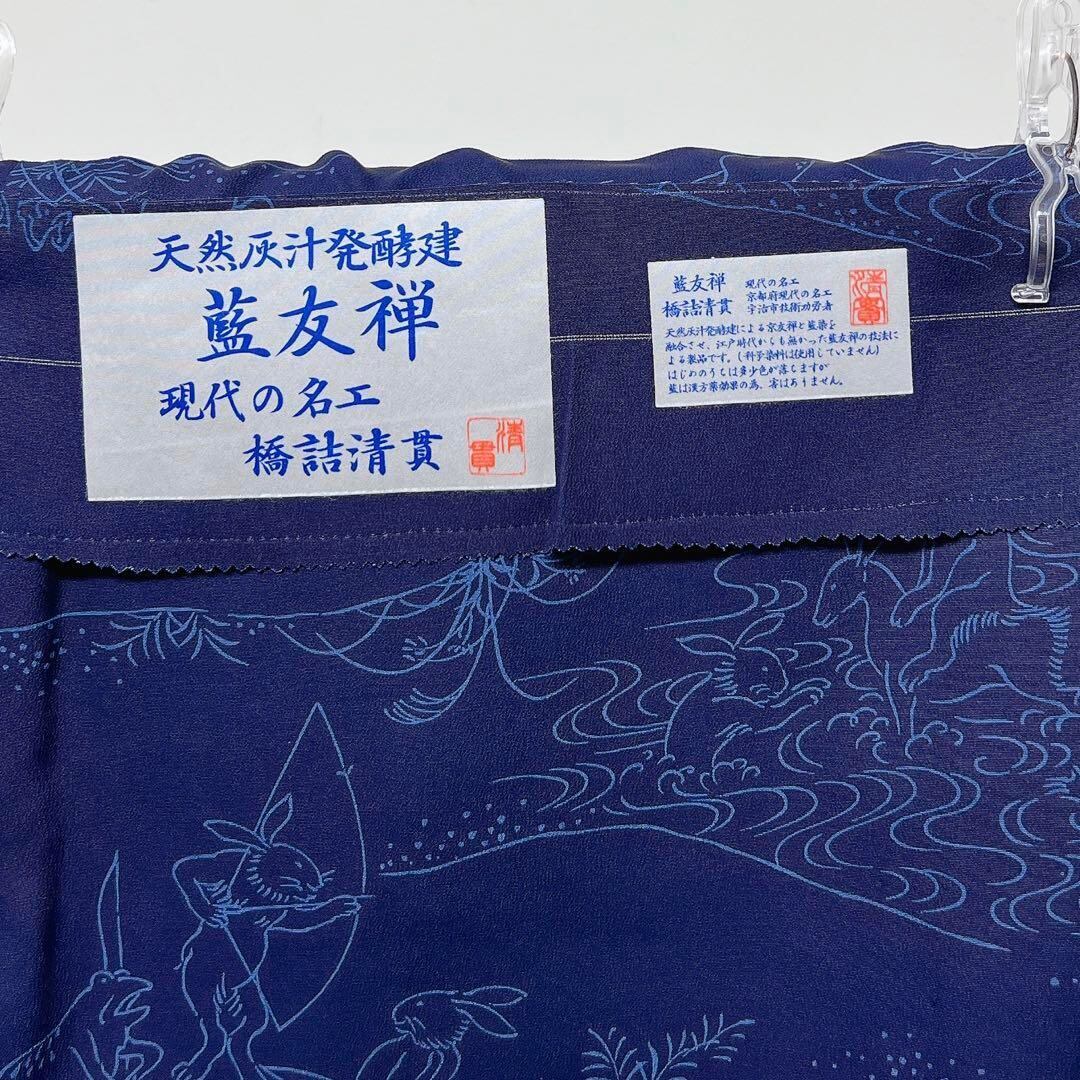 天然灰汁発酵建
藍友禅
現代の名工
橋詰清貫
清貫
藍友禅
橋詰清貫
現代の名工
京都府現代の名工
宇治市技術功労者
清貫
天然灰汁発酵建による京友禅と藍染を
融合させ、江戸時代からも無かった藍友禅の技法に
よる製品です。(科学染料は使用していません)
はじめのうちは多少色が落ちますが
藍は漢方薬効果の為、害はありません。